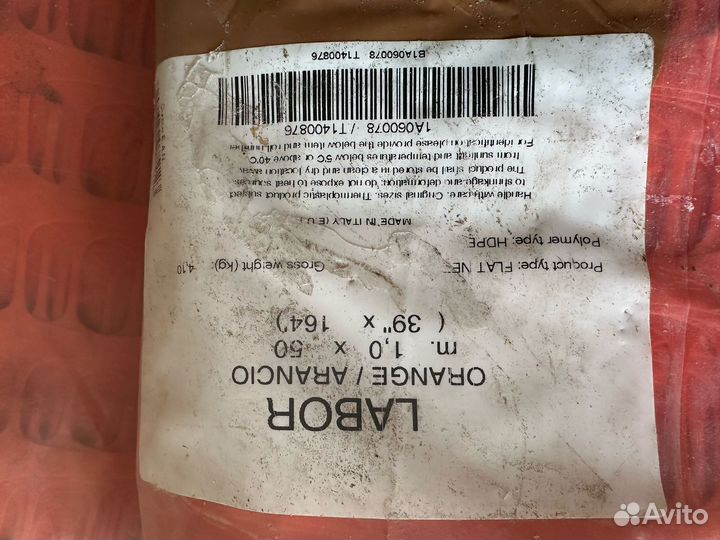 LABOR
ORANGE / ARANCIO
m. 1,0 x 50
( 39" x 164')
Product type: FLAT NE Gross weight (kg): 4,10
Polymer type: HDPE
MADE IN ITALY (E.U.)
Handle with care. Original sizes. Thermoplastic product subject
to shrinkage and deformation; do not expose to heat sources.
The product shall be stored in a clean and dry location away
from sunlight and temperatures below 5°C or above 40°C
For identification please provide the below item and roll number
1A060078 / T1400876
B1A060078 T1400876
Avito